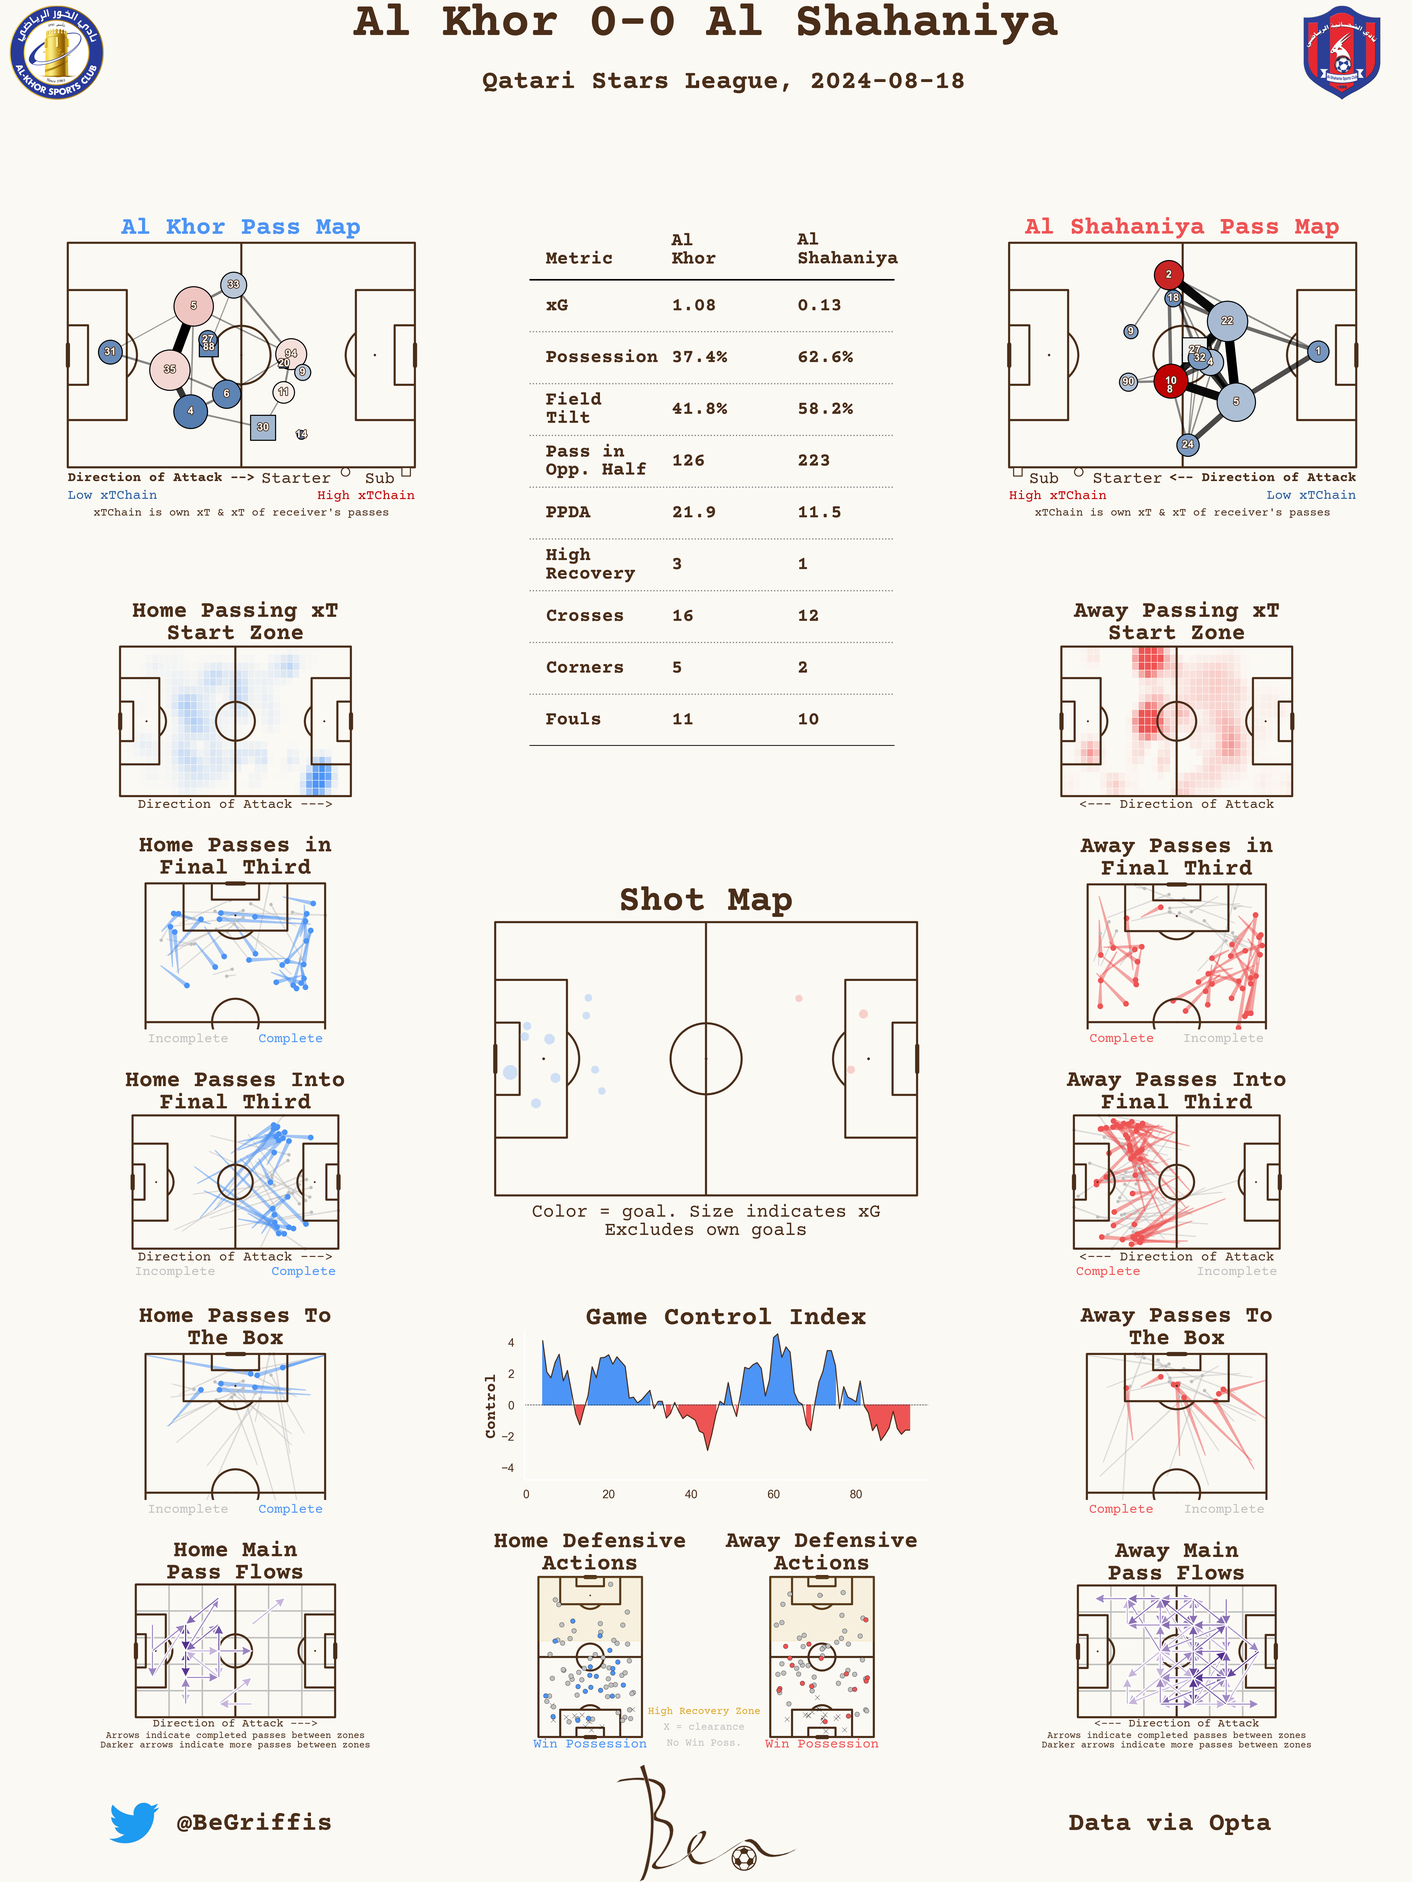 Al Khor 0-0 Al Shahaniya
Qatari Stars League, 2024-08-18
نادي الخور الرياضي
AL-KHOR SPORTS CLUB
Al Khor Pass Map
33
5
27
88
31
94
20
9
35
11
6
4
30
14
Direction of Attack --> Starter Sub
Low xTChain High xTChain
xTChain is own xT & xT of receiver's passes
Metric Al Khor Al Shahaniya
xG 1.08 0.13
Possession 37.4% 62.6%
Field Tilt 41.8% 58.2%
Pass in Opp. Half 126 223
PPDA 21.9 11.5
High Recovery 3 1
Crosses 16 12
Corners 5 2
Fouls 11 10
Al Shahaniya Pass Map
2
18
22
9
27
32
4
1
90
10
8
5
24
Sub Starter <-- Direction of Attack
High xTChain Low xTChain
xTChain is own xT & xT of receiver's passes
Home Passing xT
Start Zone
Direction of Attack --->
Away Passing xT
Start Zone
<--- Direction of Attack
Home Passes in
Final Third
Incomplete Complete
Away Passes in
Final Third
Complete Incomplete
Shot Map
Color = goal. Size indicates xG
Excludes own goals
Home Passes Into
Final Third
Direction of Attack --->
Incomplete Complete
Away Passes Into
Final Third
<--- Direction of Attack
Complete Incomplete
Home Passes To
The Box
Incomplete Complete
Game Control Index
Control
4
2
0
−2
−4
0 20 40 60 80
Away Passes To
The Box
Complete Incomplete
Home Main
Pass Flows
Direction of Attack --->
Arrows indicate completed passes between zones
Darker arrows indicate more passes between zones
Home Defensive
Actions
Win Possession
High Recovery Zone
X = clearance
No Win Poss.
Away Defensive
Actions
Win Possession
Away Main
Pass Flows
<--- Direction of Attack
Arrows indicate completed passes between zones
Darker arrows indicate more passes between zones
@BeGriffis
Ben
Data via Opta